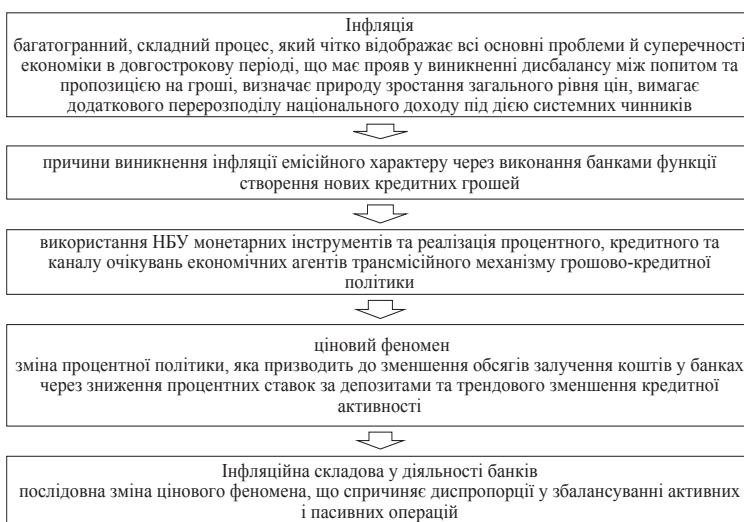 Інфляція
багатогранний, складний процес, який чітко відображає всі основні проблеми й суперечності
економіки в довгострокову періоді, що має прояв у виникненні дисбалансу між попитом та
пропозицією на гроші, визначає природу зростання загального рівня цін, вимагає
додаткового перерозподілу національного доходу під дією системних чинників
причини виникнення інфляції емісійного характеру через виконання банками функції
створення нових кредитних грошей
використання НБУ монетарних інструментів та реалізація процентного, кредитного та
каналу очікувань економічних агентів трансмісійного механізму грошово-кредитної
політики
ціновий феномен
зміна процентної політики, яка призводить до зменшення обсягів залучення коштів у банках
через зниження процентних ставок за депозитами та трендового зменшення кредитної
активності
Інфляційна складова у діяльності банків
послідовна зміна цінового феномена, що спричиняє диспропорції у збалансуванні активних
і пасивних операцій